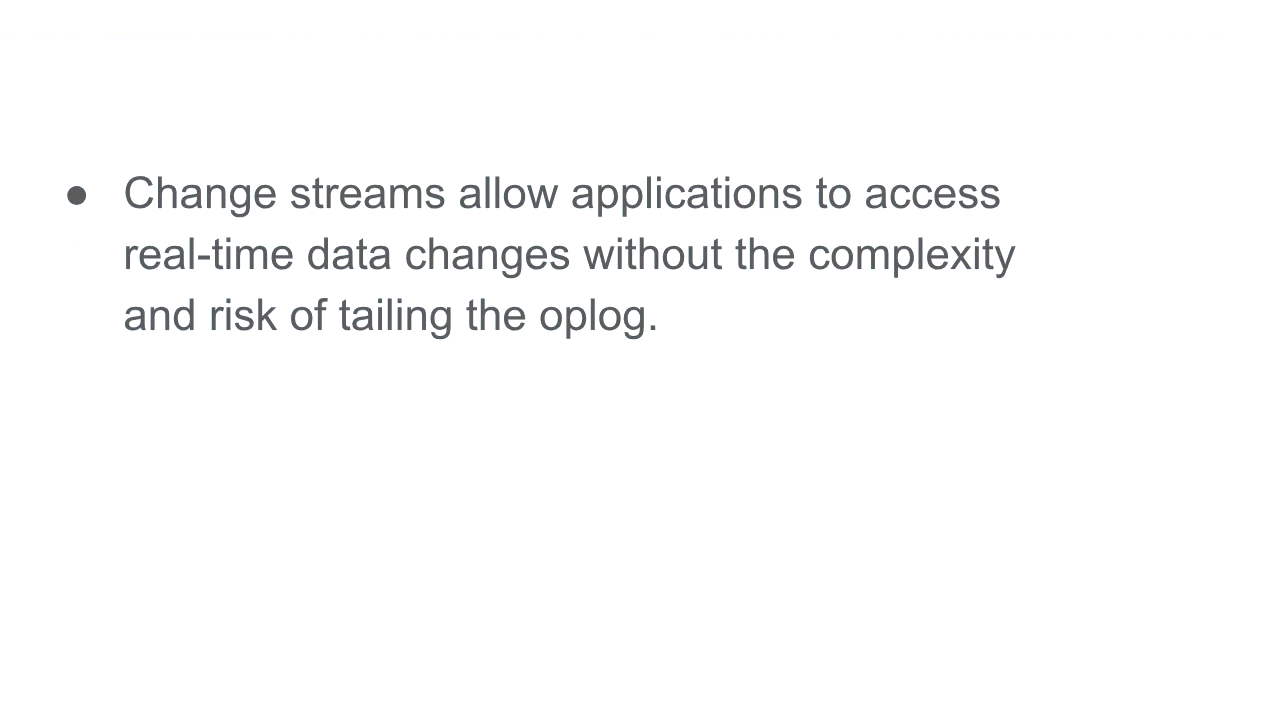 ● Change streams allow applications to access
real-time data changes without the complexity
and risk of tailing the oplog.